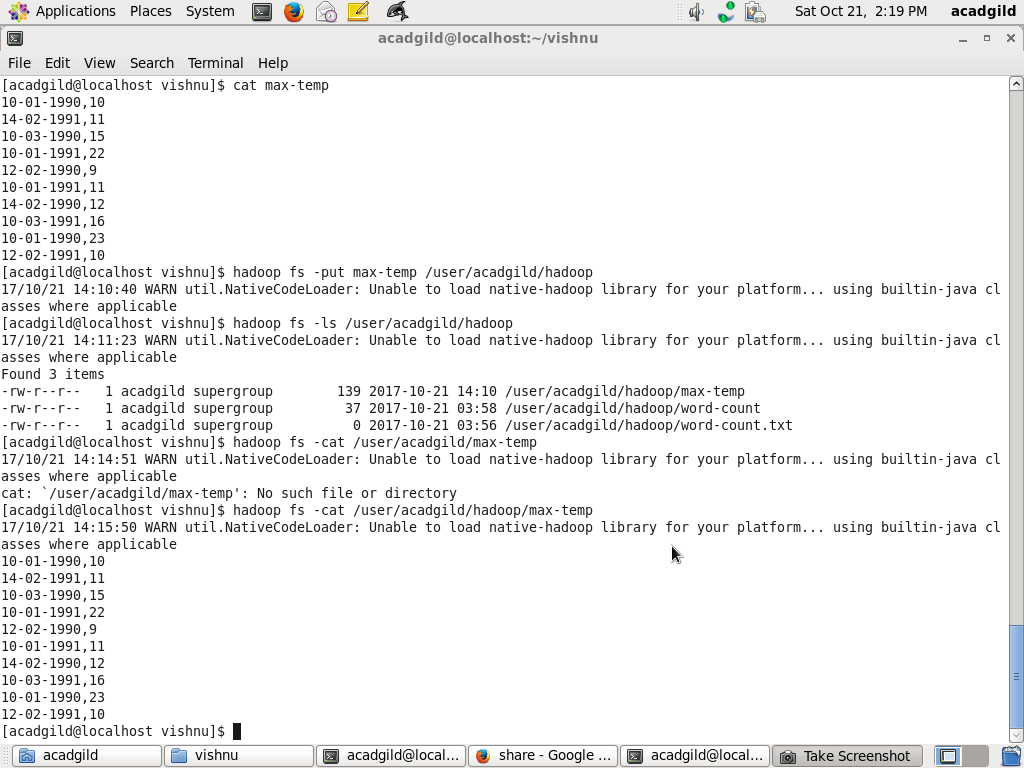 Applications Places System Sat Oct 21, 2:19 PM acadgild
acadgild@localhost:~/vishnu
File Edit View Search Terminal Help
[acadgild@localhost vishnu]$ cat max-temp
10-01-1990,10
14-02-1991,11
10-03-1990,15
10-01-1991,22
12-02-1990,9
10-01-1991,11
14-02-1990,12
10-03-1991,16
10-01-1990,23
12-02-1991,10
[acadgild@localhost vishnu]$ hadoop fs -put max-temp /user/acadgild/hadoop
17/10/21 14:10:40 WARN util.NativeCodeLoader: Unable to load native-hadoop library for your platform... using builtin-java cl
asses where applicable
[acadgild@localhost vishnu]$ hadoop fs -ls /user/acadgild/hadoop
17/10/21 14:11:23 WARN util.NativeCodeLoader: Unable to load native-hadoop library for your platform... using builtin-java cl
asses where applicable
Found 3 items
-rw-r--r--   1 acadgild supergroup        139 2017-10-21 14:10 /user/acadgild/hadoop/max-temp
-rw-r--r--   1 acadgild supergroup         37 2017-10-21 03:58 /user/acadgild/hadoop/word-count
-rw-r--r--   1 acadgild supergroup          0 2017-10-21 03:56 /user/acadgild/hadoop/word-count.txt
[acadgild@localhost vishnu]$ hadoop fs -cat /user/acadgild/max-temp
17/10/21 14:14:51 WARN util.NativeCodeLoader: Unable to load native-hadoop library for your platform... using builtin-java cl
asses where applicable
cat: `/user/acadgild/max-temp': No such file or directory
[acadgild@localhost vishnu]$ hadoop fs -cat /user/acadgild/hadoop/max-temp
17/10/21 14:15:50 WARN util.NativeCodeLoader: Unable to load native-hadoop library for your platform... using builtin-java cl
asses where applicable
10-01-1990,10
14-02-1991,11
10-03-1990,15
10-01-1991,22
12-02-1990,9
10-01-1991,11
14-02-1990,12
10-03-1991,16
10-01-1990,23
12-02-1991,10
[acadgild@localhost vishnu]$
acadgild vishnu acadgild@local... share - Google ... acadgild@local... Take Screenshot